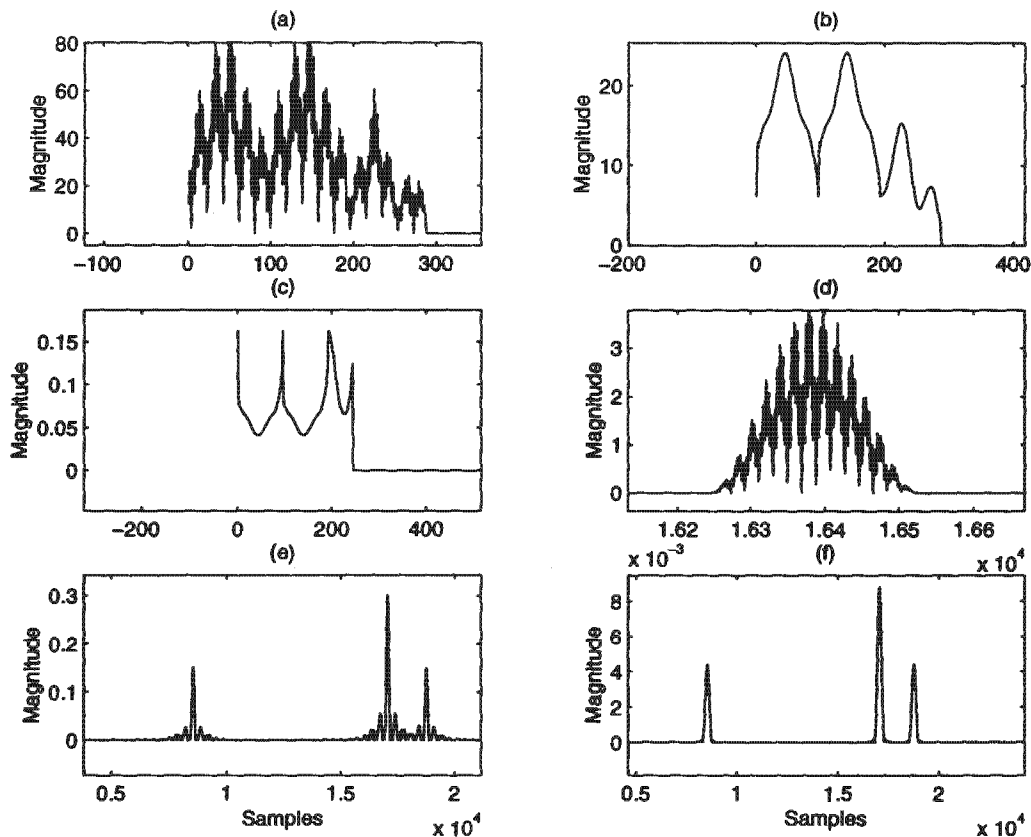 (a) (b)
80
60
40
20
0
Magnitude
−100 0 100 200 300
20
10
0
Magnitude
−200 0 200 400
(c) (d)
0.15
0.1
0.05
0
Magnitude
−200 0 200 400
3
2
1
0
Magnitude
1.62 1.63 1.64 1.65 1.66
x 10⁴
(e) (f)
0.3
0.2
0.1
0
Magnitude
0.5 1 1.5 2
Samples
x 10⁴
x 10⁻³
8
6
4
2
0
Magnitude
0.5 1 1.5 2
Samples
x 10⁴